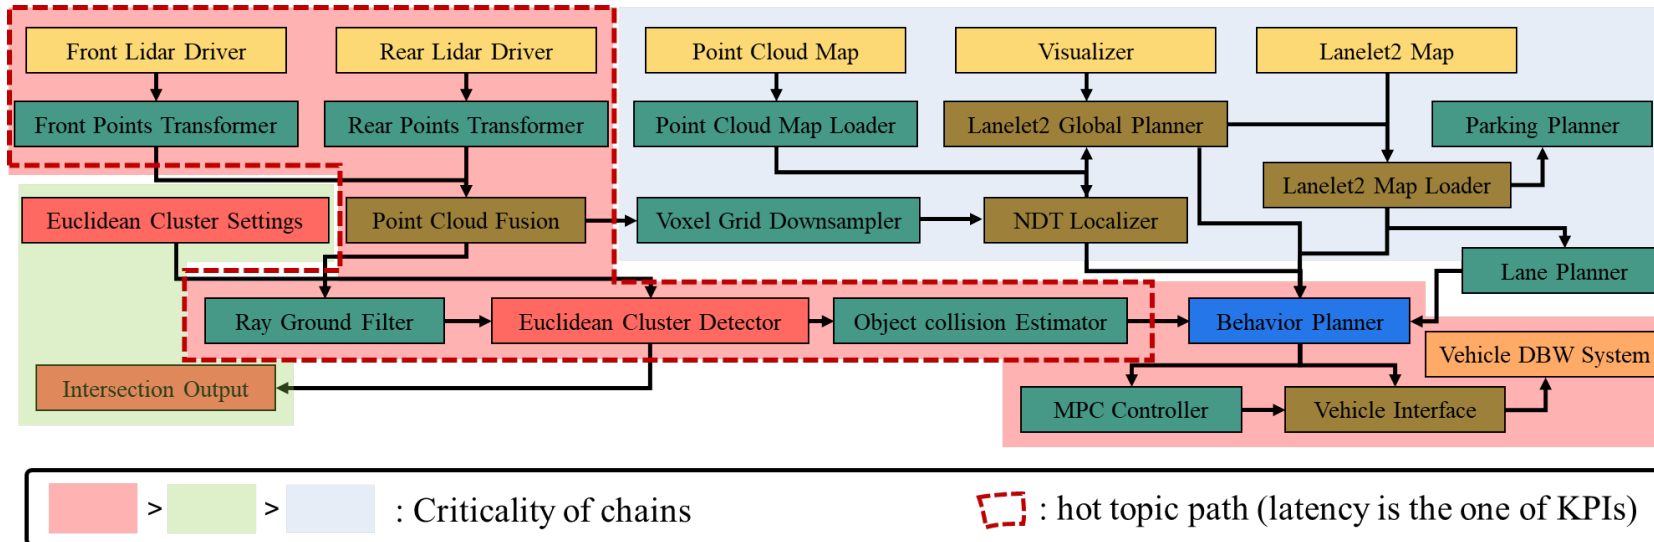 Front Lidar Driver
Rear Lidar Driver
Point Cloud Map
Visualizer
Lanelet2 Map
Front Points Transformer
Rear Points Transformer
Point Cloud Map Loader
Lanelet2 Global Planner
Parking Planner
Lanelet2 Map Loader
Euclidean Cluster Settings
Point Cloud Fusion
Voxel Grid Downsampler
NDT Localizer
Lane Planner
Ray Ground Filter
Euclidean Cluster Detector
Object collision Estimator
Behavior Planner
Vehicle DBW System
Intersection Output
MPC Controller
Vehicle Interface
> > : Criticality of chains
: hot topic path (latency is the one of KPIs)